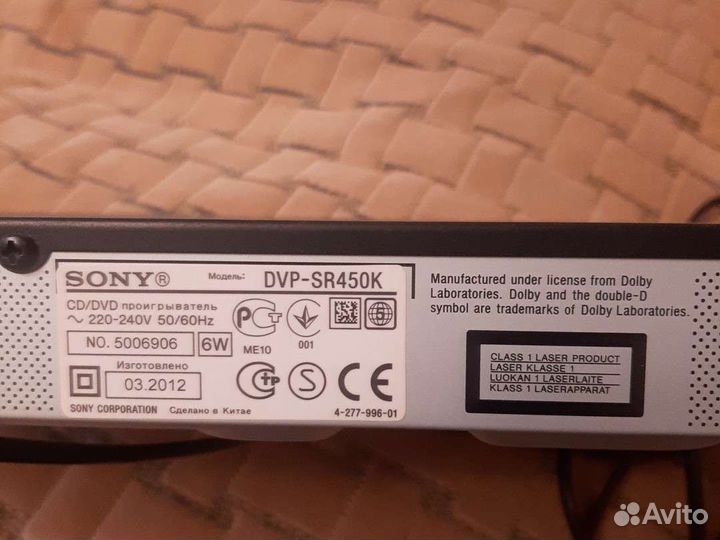 SONY®
Модель: DVP-SR450K
CD/DVD проигрыватель
~ 220-240V 50/60Hz
NO. 5006906
6W
ME10
001
5
Изготовлено
03.2012
SONY CORPORATION Сделано в Китае
4-277-996-01
Manufactured under license from Dolby
Laboratories. Dolby and the double-D
symbol are trademarks of Dolby Laboratories.
CLASS 1 LASER PRODUCT
LASER KLASSE 1
LUOKAN 1 LASERLAITE
KLASS 1 LASERAPPARAT
Avito